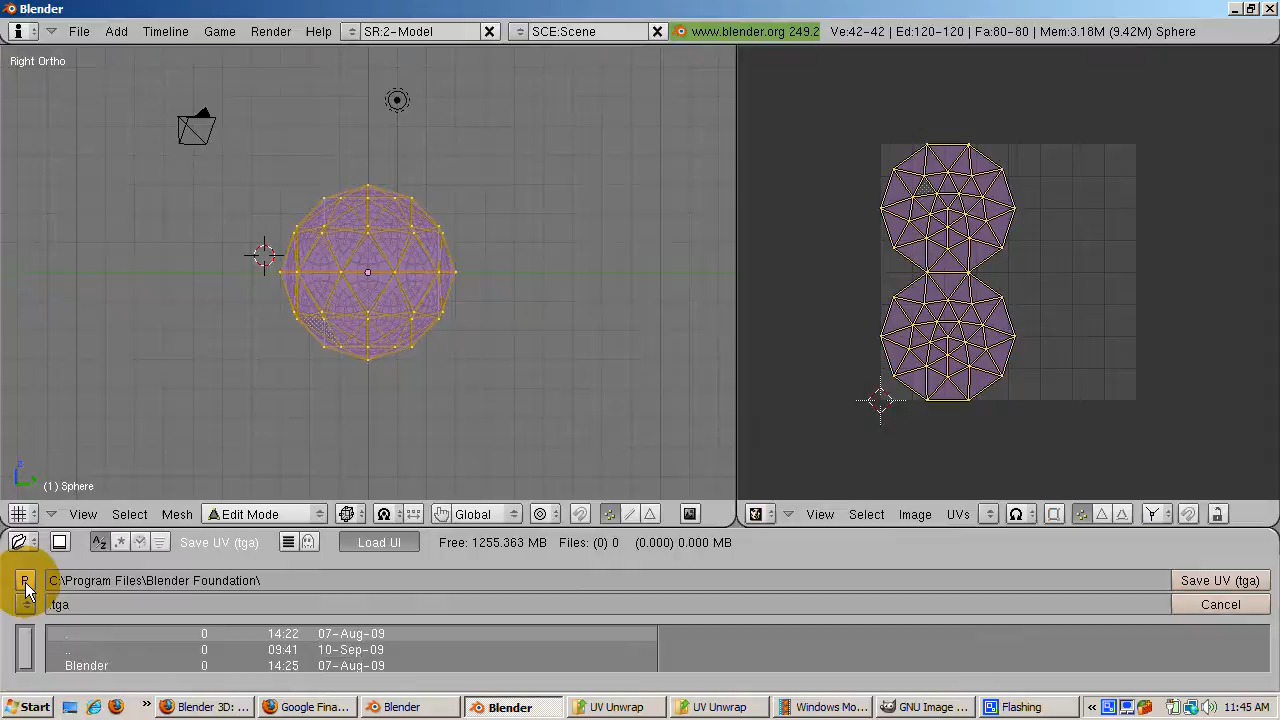 Blender
File Add Timeline Game Render Help SR:2-Model SCE:Scene www.blender.org 249.2 Ve:42-42 | Ed:120-120 | Fa:80-80 | Mem:3.18M (9.42M) Sphere
Right Ortho
(1) Sphere
View Select Mesh Edit Mode Global View Select Image UVs
Save UV (tga) Load UI Free: 1255.363 MB Files: (0) 0 (0.000) 0.000 MB
P C:\Program Files\Blender Foundation\ Save UV (tga)
.tga Cancel
. 0 14:22 07-Aug-09
.. 0 09:41 10-Sep-09
Blender 0 14:25 07-Aug-09
Start Blender 3D: ... Google Fina... Blender Blender UV Unwrap UV Unwrap Windows Mo... GNU Image ... Flashing 11:45 AM